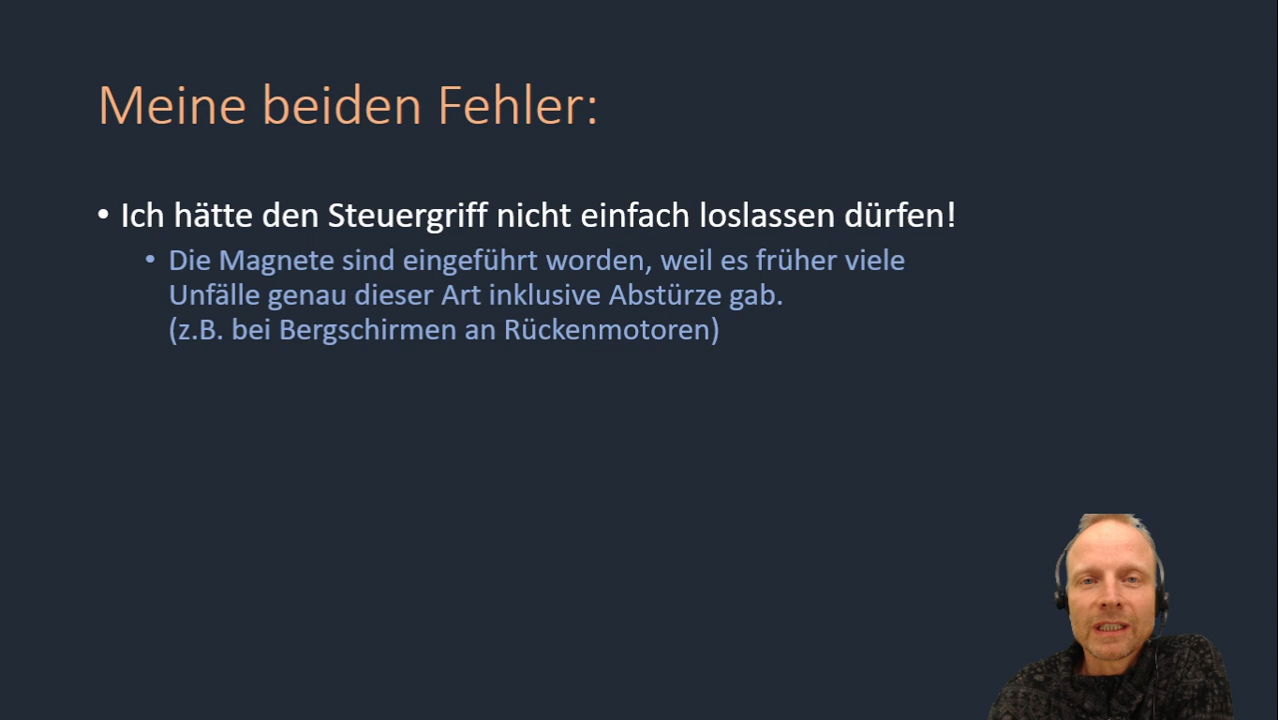 Meine beiden Fehler:
• Ich hätte den Steuergriff nicht einfach loslassen dürfen!
• Die Magnete sind eingeführt worden, weil es früher viele
Unfälle genau dieser Art inklusive Abstürze gab.
(z.B. bei Bergschirmen an Rückenmotoren)